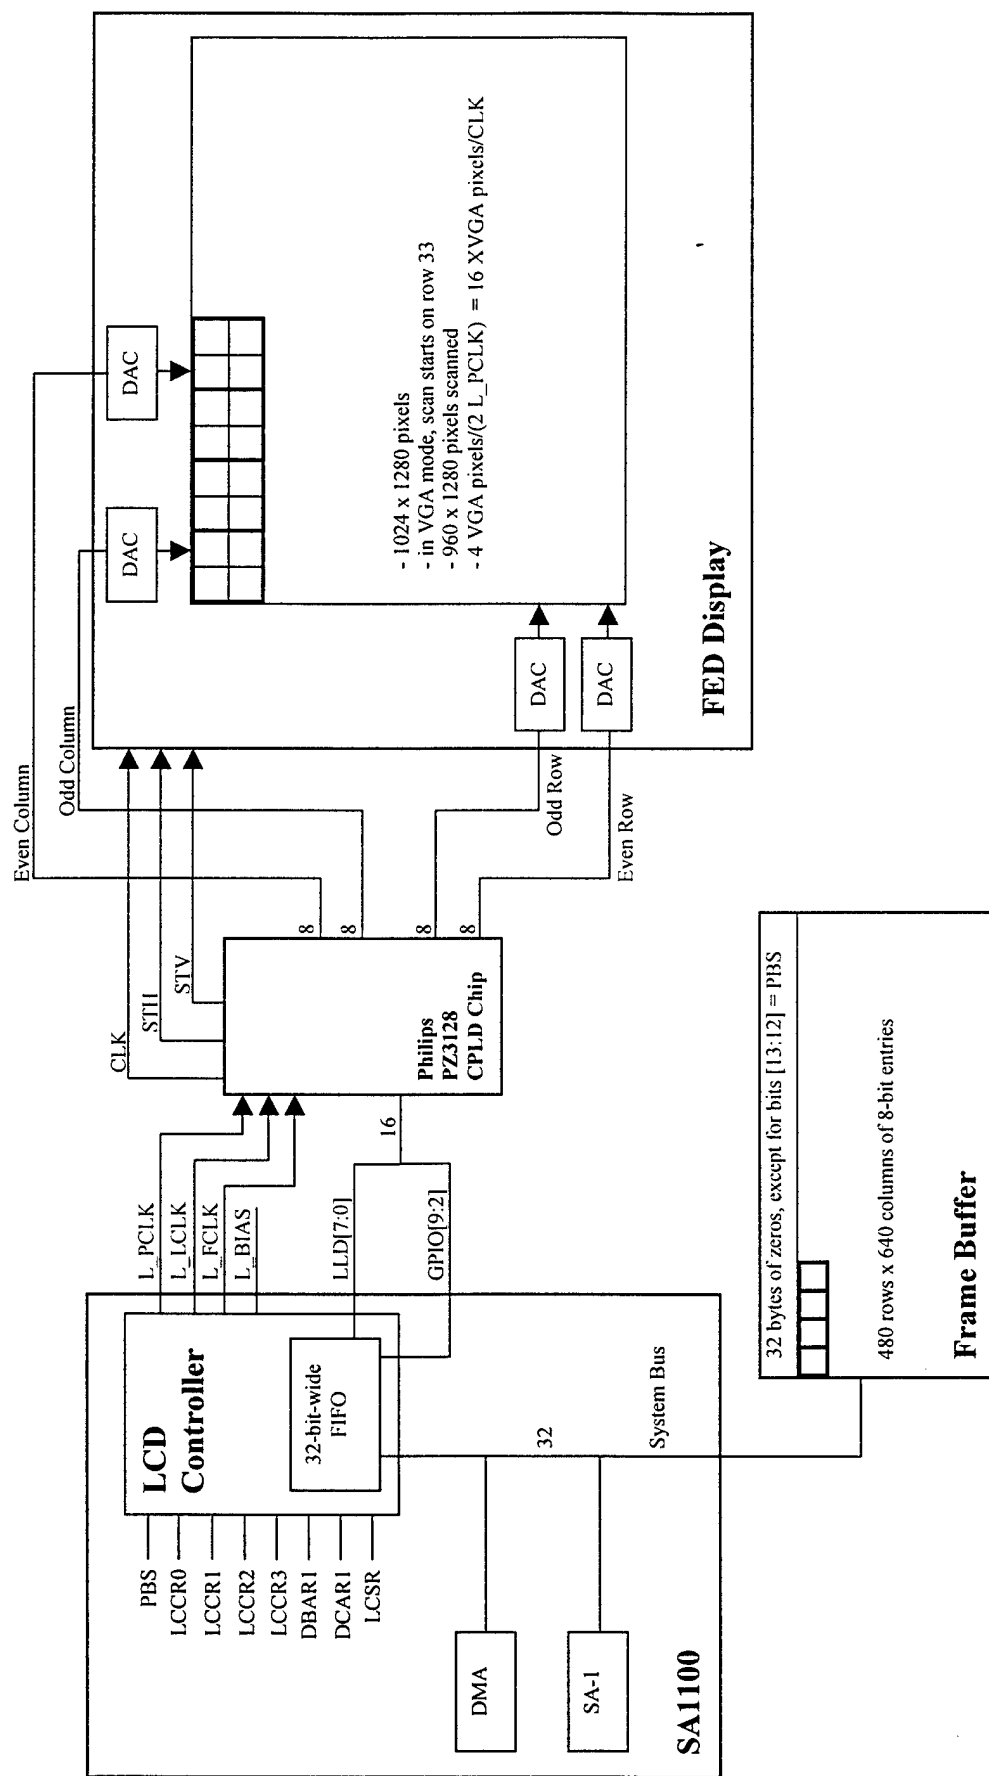 SA1100
LCD
Controller
32-bit-wide
FIFO
PBS
LCCR0
LCCR1
LCCR2
LCCR3
DBAR1
DCAR1
LCSR
DMA
SA-1
32
System Bus
L_PCLK
L_LCLK
L_FCLK
L_BIAS
LLD[7:0]
GPIO[9:2]
16
Philips
PZ3128
CPLD Chip
CLK
STH
STV
8
8
8
8
Even Column
Odd Column
Odd Row
Even Row
DAC
DAC
DAC
DAC
- 1024 x 1280 pixels
- in VGA mode, scan starts on row 33
- 960 x 1280 pixels scanned
- 4 VGA pixels/(2 L_PCLK) = 16 XVGA pixels/CLK
FED Display
32 bytes of zeros, except for bits [13:12] = PBS
480 rows x 640 columns of 8-bit entries
Frame Buffer